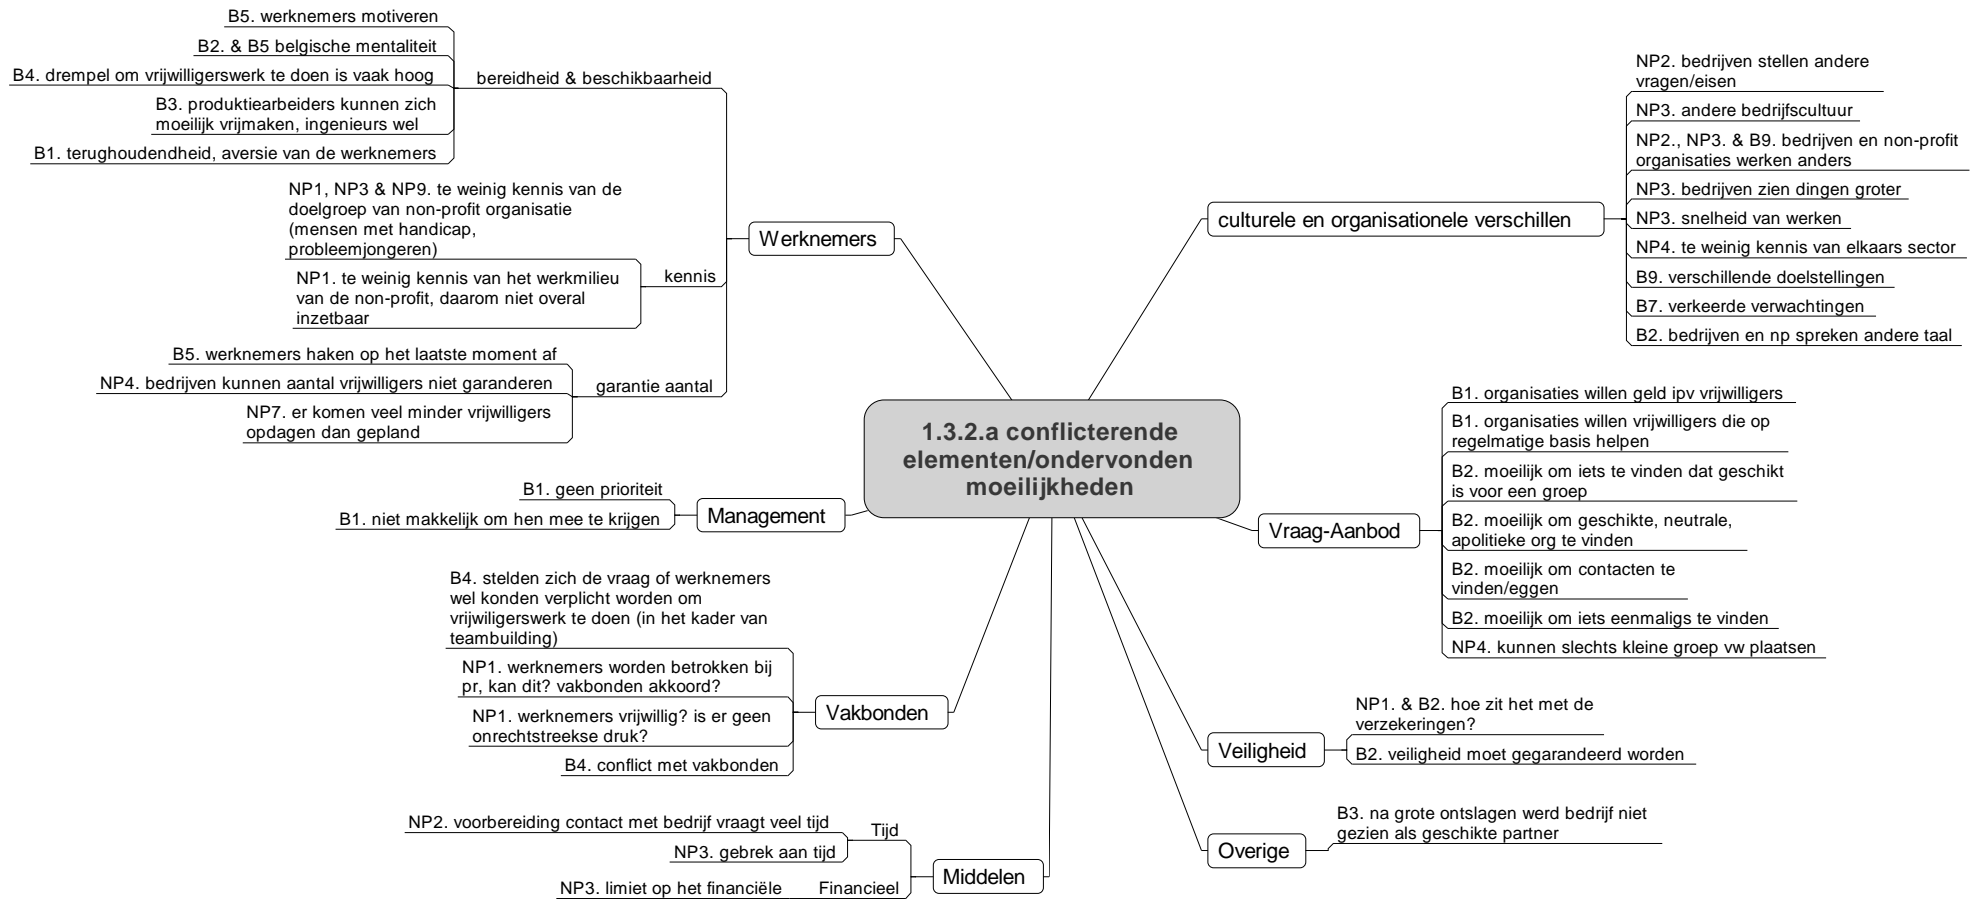 1.3.2.a conflicterende
elementen/ondervonden
moeilijkheden
Werknemers
bereidheid & beschikbaarheid
B5. werknemers motiveren
B2. & B5 belgische mentaliteit
B4. drempel om vrijwilligerswerk te doen is vaak hoog
B3. produktiearbeiders kunnen zich
moeilijk vrijmaken, ingenieurs wel
B1. terughoudendheid, aversie van de werknemers
kennis
NP1, NP3 & NP9. te weinig kennis van de
doelgroep van non-profit organisatie
(mensen met handicap,
probleemjongeren)
NP1. te weinig kennis van het werkmilieu
van de non-profit, daarom niet overal
inzetbaar
garantie aantal
B5. werknemers haken op het laatste moment af
NP4. bedrijven kunnen aantal vrijwilligers niet garanderen
NP7. er komen veel minder vrijwilligers
opdagen dan gepland
Management
B1. geen prioriteit
B1. niet makkelijk om hen mee te krijgen
Vakbonden
B4. stelden zich de vraag of werknemers
wel konden verplicht worden om
vrijwiligerswerk te doen (in het kader van
teambuilding)
NP1. werknemers worden betrokken bij
pr, kan dit? vakbonden akkoord?
NP1. werknemers vrijwillig? is er geen
onrechtstreekse druk?
B4. conflict met vakbonden
Middelen
Tijd
NP2. voorbereiding contact met bedrijf vraagt veel tijd
NP3. gebrek aan tijd
Financieel
NP3. limiet op het financiële
culturele en organisationele verschillen
NP2. bedrijven stellen andere
vragen/eisen
NP3. andere bedrijfscultuur
NP2., NP3. & B9. bedrijven en non-profit
organisaties werken anders
NP3. bedrijven zien dingen groter
NP3. snelheid van werken
NP4. te weinig kennis van elkaars sector
B9. verschillende doelstellingen
B7. verkeerde verwachtingen
B2. bedrijven en np spreken andere taal
Vraag-Aanbod
B1. organisaties willen geld ipv vrijwilligers
B1. organisaties willen vrijwilligers die op
regelmatige basis helpen
B2. moeilijk om iets te vinden dat geschikt
is voor een groep
B2. moeilijk om geschikte, neutrale,
apolitieke org te vinden
B2. moeilijk om contacten te
vinden/eggen
B2. moeilijk om iets eenmaligs te vinden
NP4. kunnen slechts kleine groep vw plaatsen
Veiligheid
NP1. & B2. hoe zit het met de
verzekeringen?
B2. veiligheid moet gegarandeerd worden
Overige
B3. na grote ontslagen werd bedrijf niet
gezien als geschikte partner